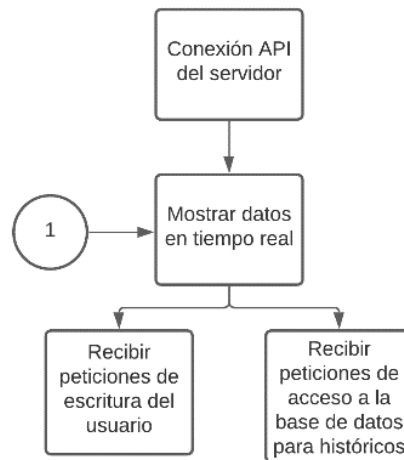 Conexión API
del servidor
1
Mostrar datos
en tiempo real
Recibir
peticiones de
escritura del
usuario
Recibir
peticiones de
acceso a la
base de datos
para históricos